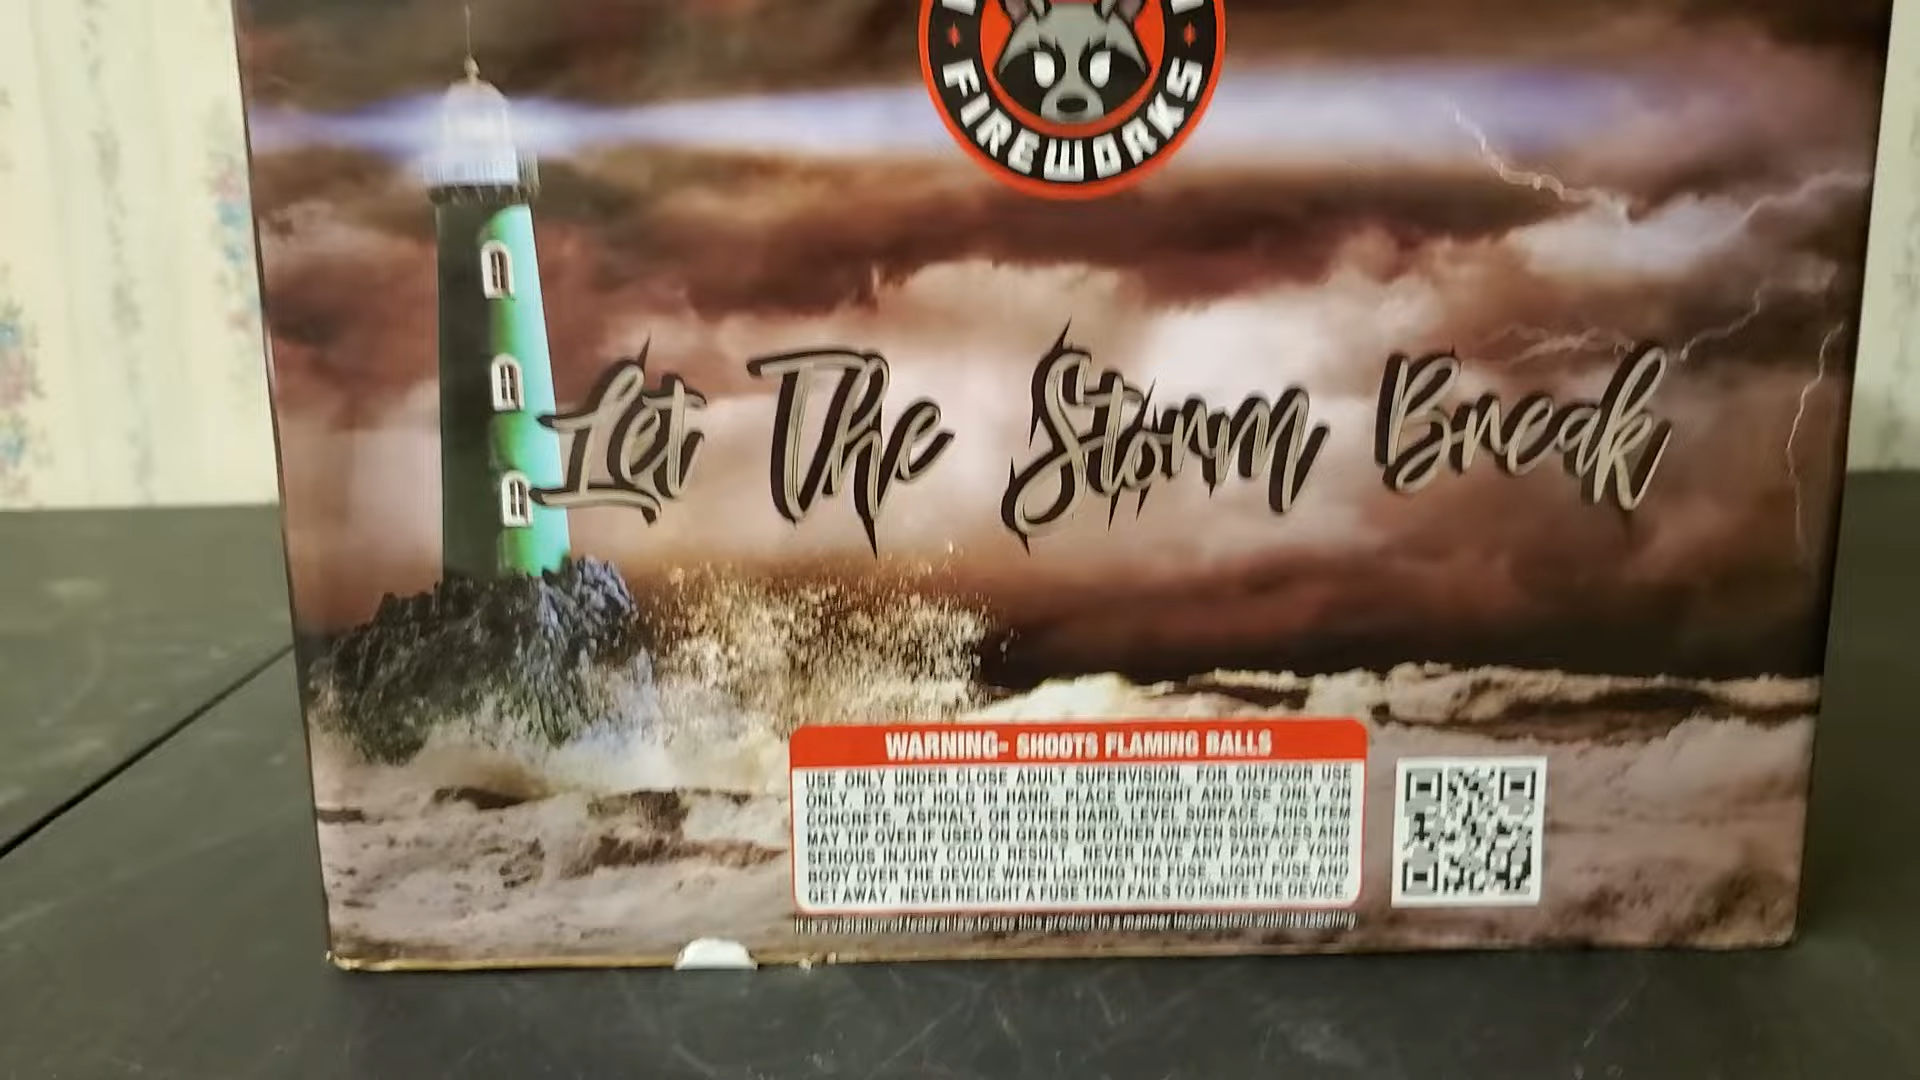 FIREWORKS
Let The Storm Break
WARNING- SHOOTS FLAMING BALLS
USE ONLY UNDER CLOSE ADULT SUPERVISION. FOR OUTDOOR USE
ONLY. DO NOT HOLD IN HAND. PLACE UPRIGHT AND USE ONLY ON
CONCRETE, ASPHALT, OR OTHER HARD, LEVEL SURFACE. THIS ITEM
MAY TIP OVER IF USED ON GRASS OR OTHER UNEVEN SURFACES AND
SERIOUS INJURY COULD RESULT. NEVER HAVE ANY PART OF YOUR
BODY OVER THE DEVICE WHEN LIGHTING THE FUSE. LIGHT FUSE AND
GET AWAY. NEVER RELIGHT A FUSE THAT FAILS TO IGNITE THE DEVICE.
It is a violation of federal law to use this product in a manner inconsistent with its labeling